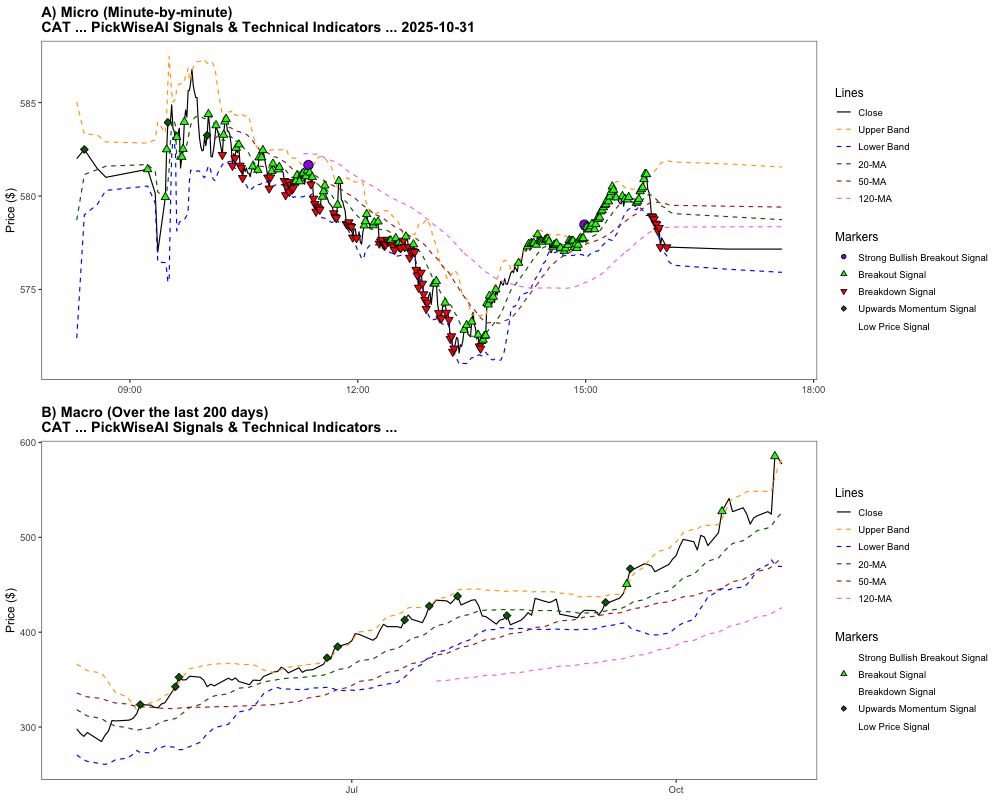 A) Micro (Minute-by-minute)
CAT ... PickWiseAI Signals & Technical Indicators ... 2025-10-31
Price ($)
585
580
575
09:00
12:00
15:00
18:00
Lines
Close
Upper Band
Lower Band
20-MA
50-MA
120-MA
Markers
Strong Bullish Breakout Signal
Breakout Signal
Breakdown Signal
Upwards Momentum Signal
Low Price Signal
B) Macro (Over the last 200 days)
CAT ... PickWiseAI Signals & Technical Indicators ...
Price ($)
600
500
400
300
Jul
Oct
Lines
Close
Upper Band
Lower Band
20-MA
50-MA
120-MA
Markers
Strong Bullish Breakout Signal
Breakout Signal
Breakdown Signal
Upwards Momentum Signal
Low Price Signal